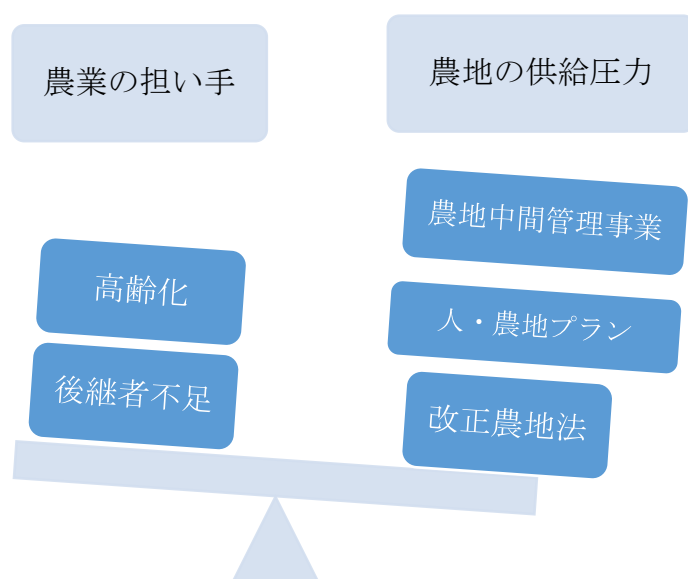 農業の担い手
農地の供給圧力
農地中間管理事業
高齢化
人・農地プラン
後継者不足
改正農地法